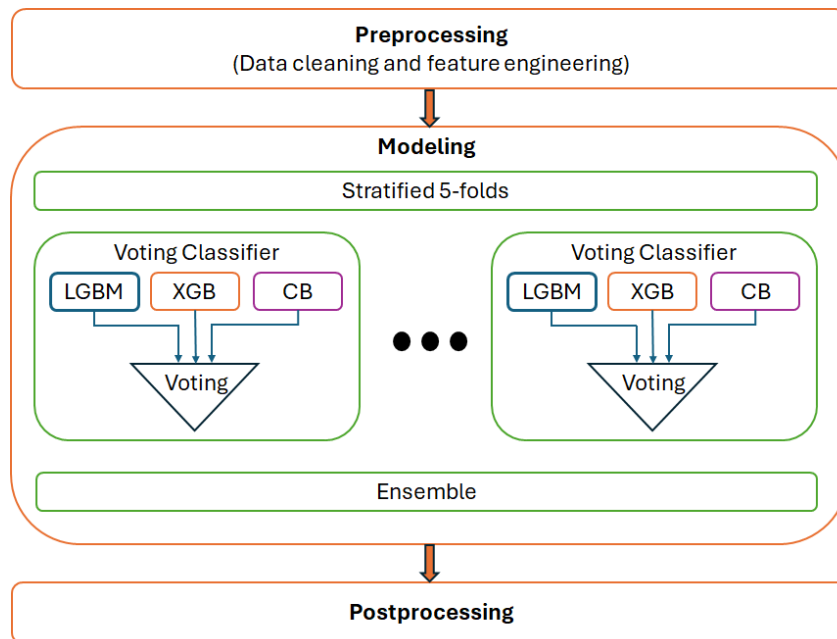 Preprocessing
(Data cleaning and feature engineering)
Modeling
Stratified 5-folds
Voting Classifier
LGBM
XGB
CB
Voting
Voting Classifier
LGBM
XGB
CB
Voting
Ensemble
Postprocessing